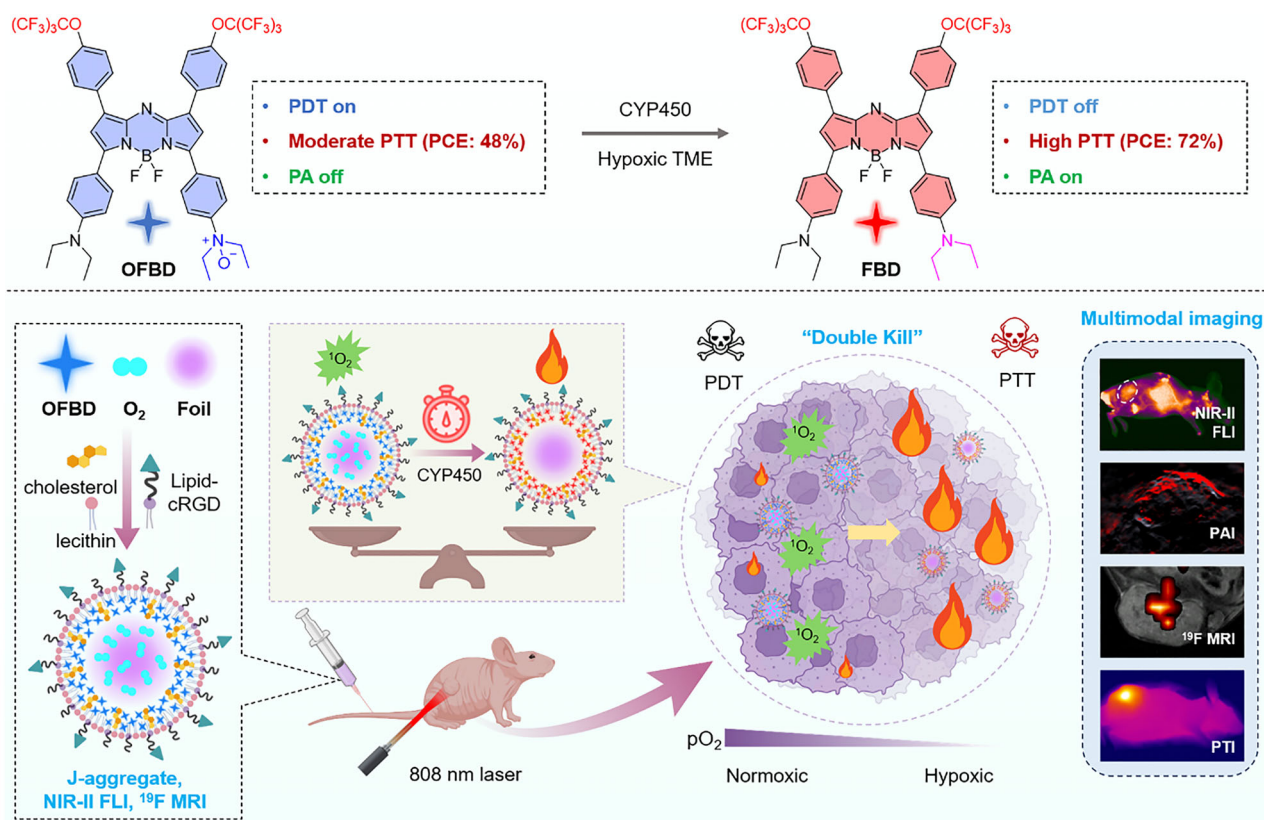 (CF₃)₃CO
OC(CF₃)₃
N
N
N
B
F
F
N
N
+
O
−
OFBD
• PDT on
• Moderate PTT (PCE: 48%)
• PA off
CYP450
Hypoxic TME
(CF₃)₃CO
OC(CF₃)₃
N
N
N
B
F
F
N
N
FBD
• PDT off
• High PTT (PCE: 72%)
• PA on
OFBD
O₂
Foil
cholesterol
lecithin
Lipid-
cRGD
J-aggregate,
NIR-II FLI, ¹⁹F MRI
¹O₂
CYP450
808 nm laser
PDT
"Double Kill"
PTT
¹O₂
¹O₂
¹O₂
pO₂
Normoxic
Hypoxic
Multimodal imaging
NIR-II
FLI
PAI
¹⁹F MRI
PTI